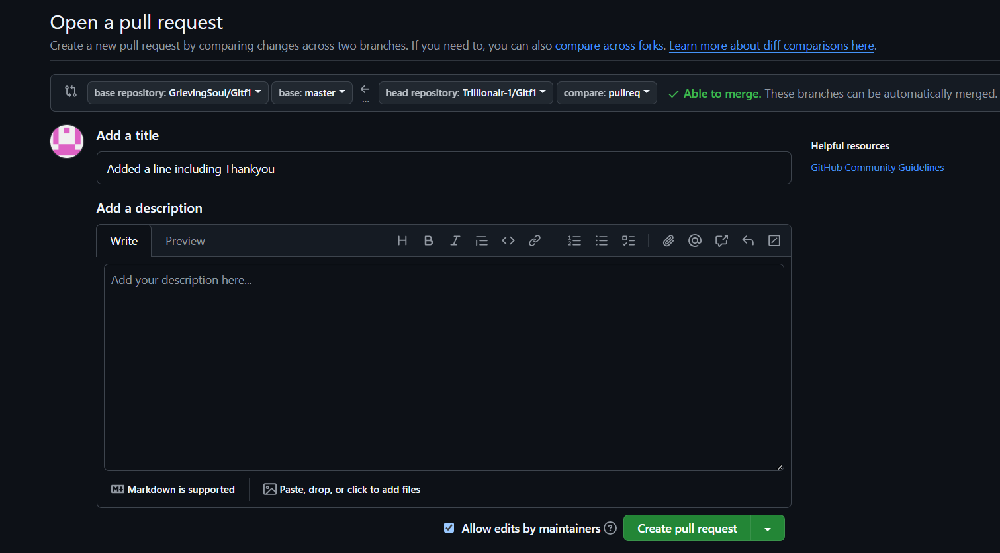 Open a pull request
Create a new pull request by comparing changes across two branches. If you need to, you can also compare across forks. Learn more about diff comparisons here.
base repository: GrievingSoul/Gitf1 base: master ... head repository: Trillionair-1/Gitf1 compare: pullreq Able to merge. These branches can be automatically merged.
Add a title
Helpful resources
Added a line including Thankyou
GitHub Community Guidelines
Add a description
Write Preview
Add your description here...
Markdown is supported Paste, drop, or click to add files
Allow edits by maintainers Create pull request